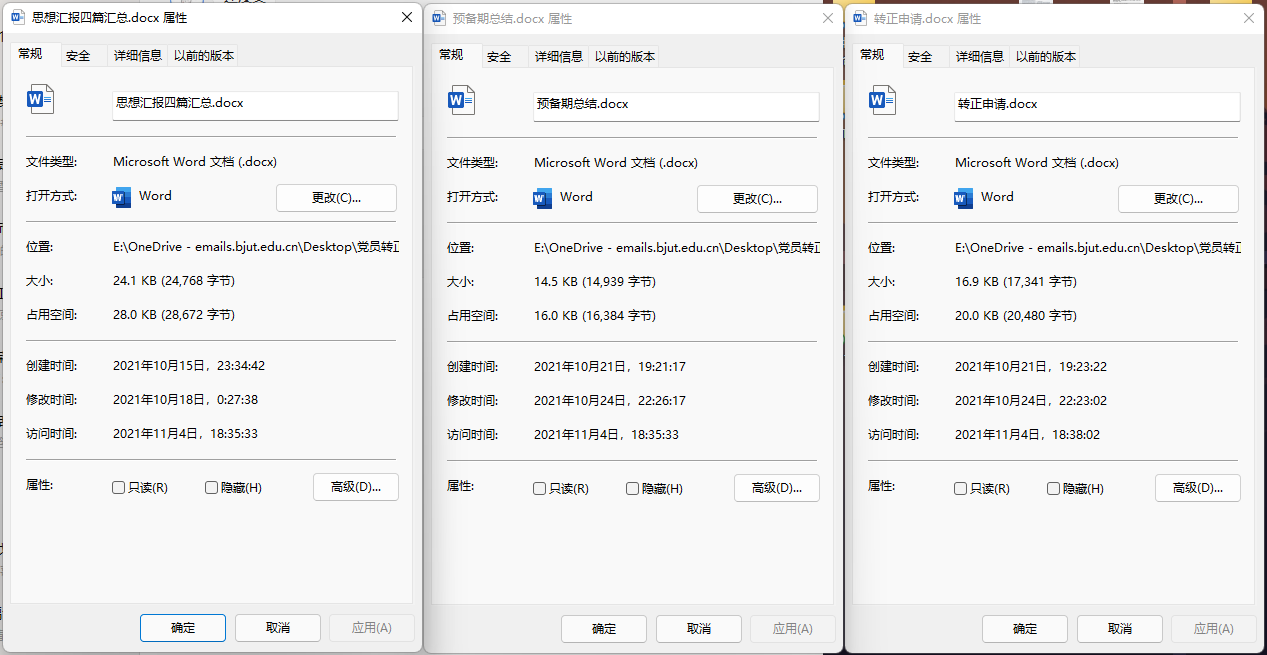 思想汇报四篇汇总.docx 属性
常规 安全 详细信息 以前的版本
思想汇报四篇汇总.docx
文件类型: Microsoft Word 文档 (.docx)
打开方式: Word 更改(C)...
位置: E:\OneDrive - emails.bjut.edu.cn\Desktop\党员转正
大小: 24.1 KB (24,768 字节)
占用空间: 28.0 KB (28,672 字节)
创建时间: 2021年10月15日，23:34:42
修改时间: 2021年10月18日，0:27:38
访问时间: 2021年11月4日，18:35:33
属性: 只读(R) 隐藏(H) 高级(D)...
确定 取消 应用(A)
预备期总结.docx 属性
常规 安全 详细信息 以前的版本
预备期总结.docx
文件类型: Microsoft Word 文档 (.docx)
打开方式: Word 更改(C)...
位置: E:\OneDrive - emails.bjut.edu.cn\Desktop\党员转正
大小: 14.5 KB (14,939 字节)
占用空间: 16.0 KB (16,384 字节)
创建时间: 2021年10月21日，19:21:17
修改时间: 2021年10月24日，22:26:17
访问时间: 2021年11月4日，18:35:33
属性: 只读(R) 隐藏(H) 高级(D)...
确定 取消 应用(A)
转正申请.docx 属性
常规 安全 详细信息 以前的版本
转正申请.docx
文件类型: Microsoft Word 文档 (.docx)
打开方式: Word 更改(C)...
位置: E:\OneDrive - emails.bjut.edu.cn\Desktop\党员转正
大小: 16.9 KB (17,341 字节)
占用空间: 20.0 KB (20,480 字节)
创建时间: 2021年10月21日，19:23:22
修改时间: 2021年10月24日，22:23:02
访问时间: 2021年11月4日，18:38:02
属性: 只读(R) 隐藏(H) 高级(D)...
确定 取消 应用(A)